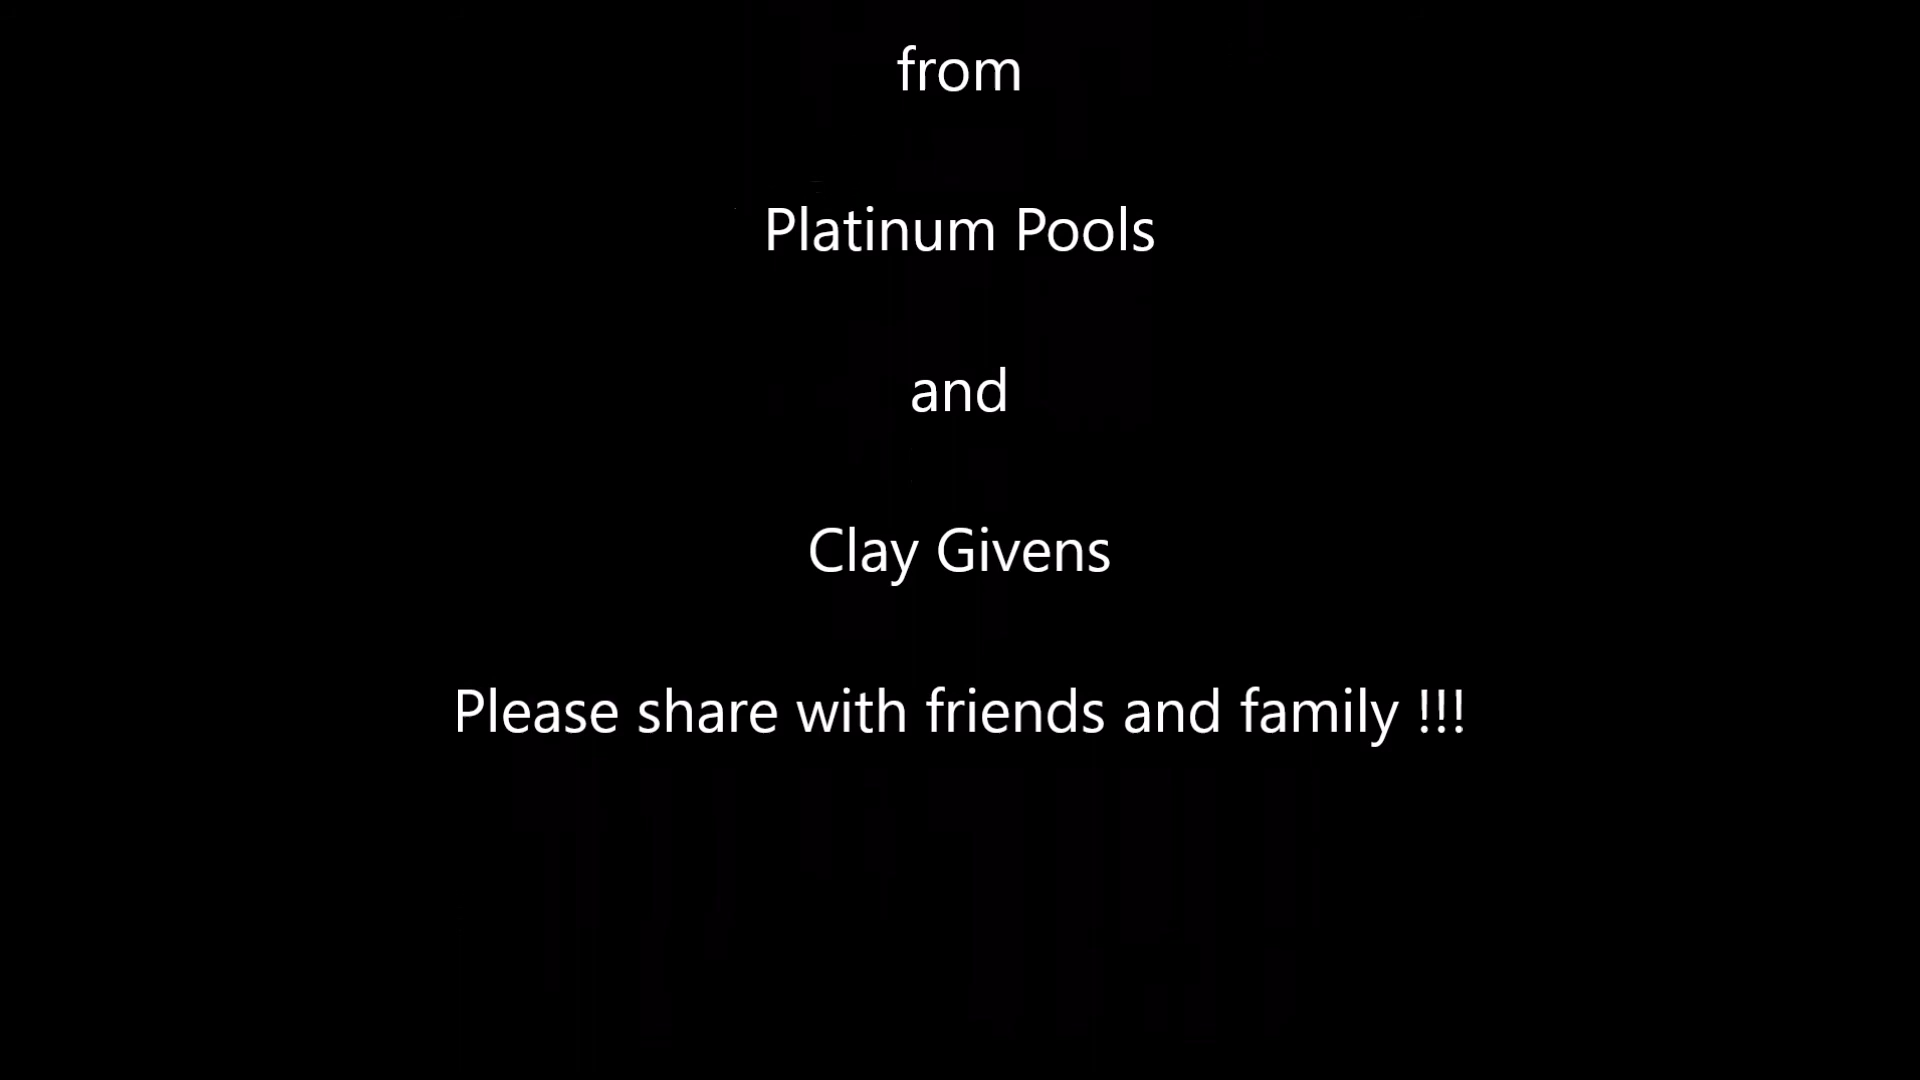 from
Platinum Pools
and
Clay Givens
Please share with friends and family !!!